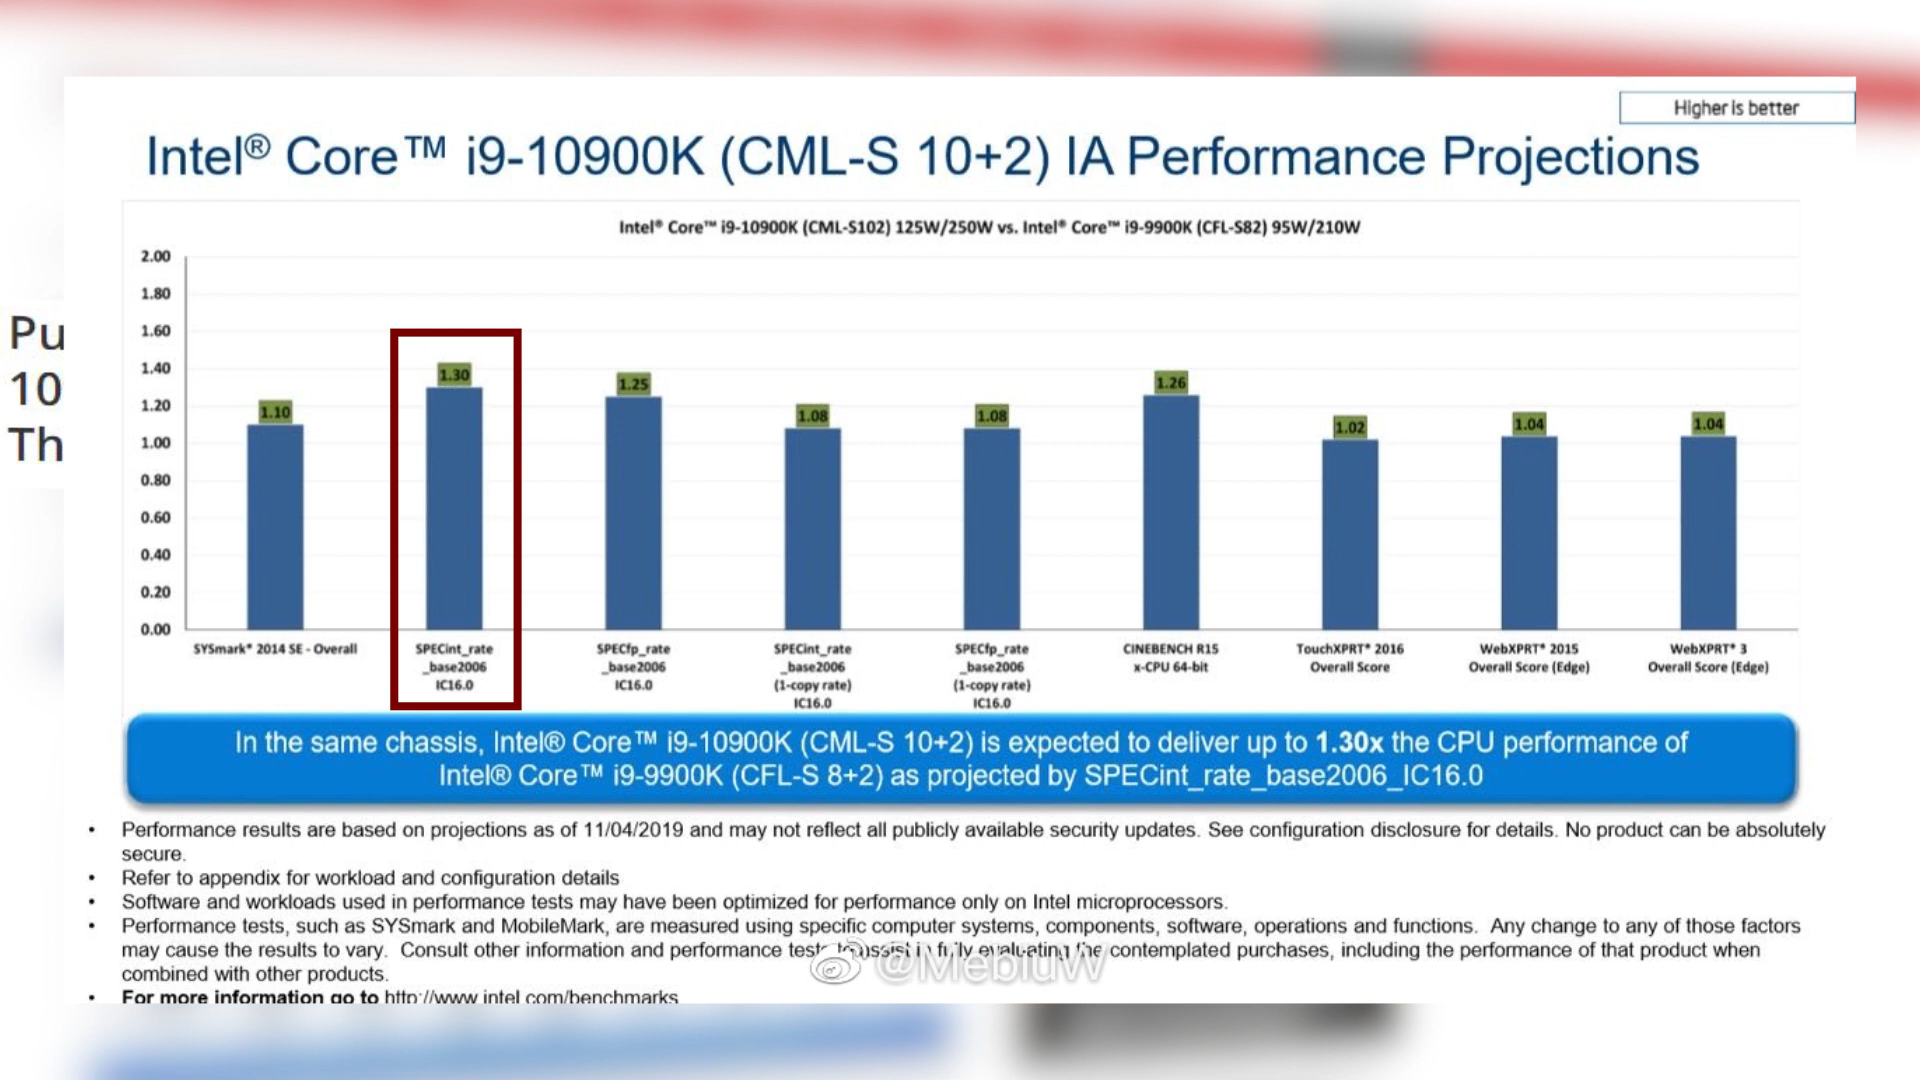 Higher is better
Intel® Core™ i9-10900K (CML-S 10+2) IA Performance Projections
Intel® Core™ i9-10900K (CML-S102) 125W/250W vs. Intel® Core™ i9-9900K (CFL-S82) 95W/210W
2.00
1.80
1.60
1.40
1.20
1.00
0.80
0.60
0.40
0.20
0.00
1.10
1.30
1.25
1.08
1.08
1.26
1.02
1.04
1.04
SYSmark* 2014 SE - Overall
SPECint_rate
_base2006
IC16.0
SPECfp_rate
_base2006
IC16.0
SPECint_rate
_base2006
(1-copy rate)
IC16.0
SPECfp_rate
_base2006
(1-copy rate)
IC16.0
CINEBENCH R15
x-CPU 64-bit
TouchXPRT* 2016
Overall Score
WebXPRT* 2015
Overall Score (Edge)
WebXPRT* 3
Overall Score (Edge)
In the same chassis, Intel® Core™ i9-10900K (CML-S 10+2) is expected to deliver up to 1.30x the CPU performance of
Intel® Core™ i9-9900K (CFL-S 8+2) as projected by SPECint_rate_base2006_IC16.0
• Performance results are based on projections as of 11/04/2019 and may not reflect all publicly available security updates. See configuration disclosure for details. No product can be absolutely
secure.
• Refer to appendix for workload and configuration details
• Software and workloads used in performance tests may have been optimized for performance only on Intel microprocessors.
• Performance tests, such as SYSmark and MobileMark, are measured using specific computer systems, components, software, operations and functions. Any change to any of those factors
may cause the results to vary. Consult other information and performance tests to assist in fully evaluating the contemplated purchases, including the performance of that product when
combined with other products.
• For more information go to http://www.intel.com/benchmarks
@MebiuW
Pu
10
Th